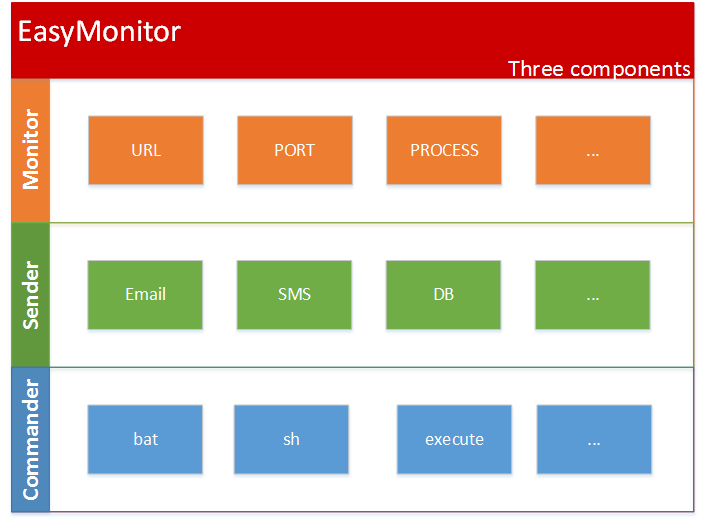 EasyMonitor
Three components
Monitor
URL
PORT
PROCESS
...
Sender
Email
SMS
DB
...
Commander
bat
sh
execute
...